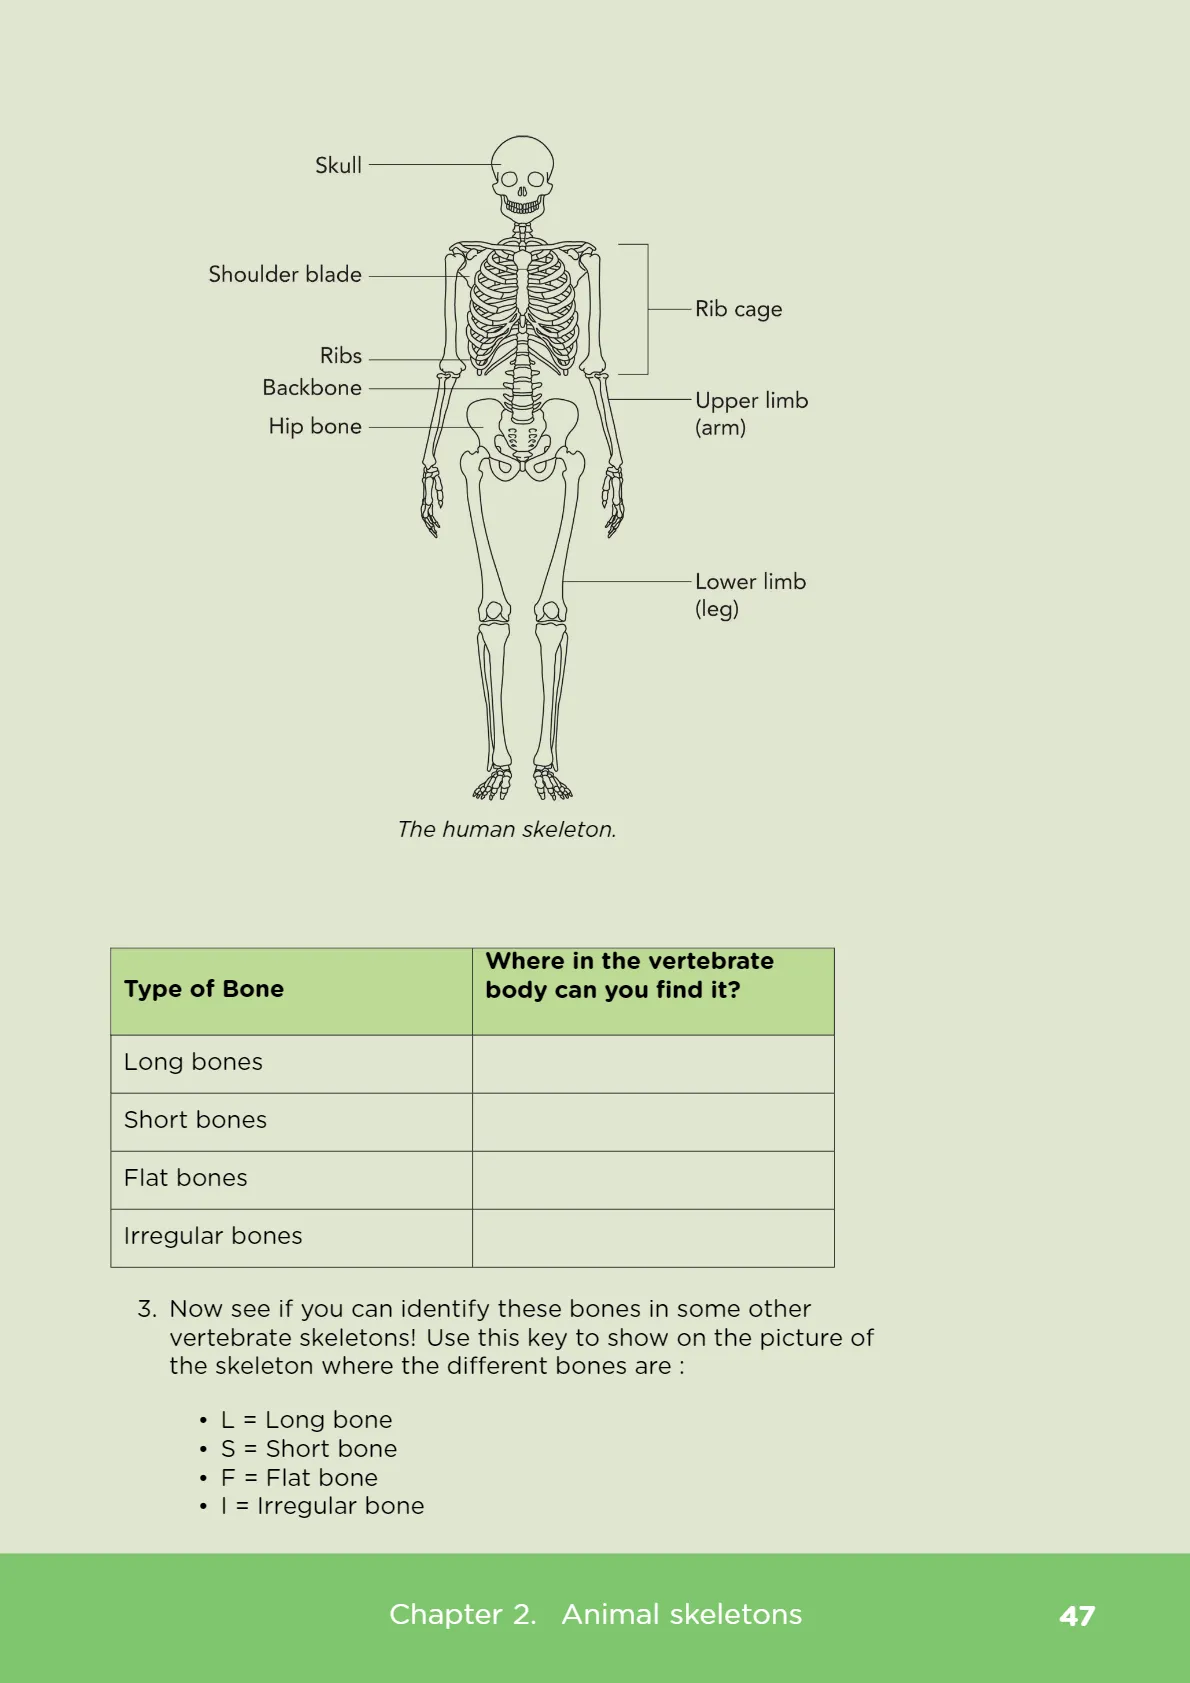 Skull
Shoulder blade
Rib cage
Ribs
Backbone
Upper limb
(arm)
Hip bone
Lower limb
(leg)
The human skeleton.
Type of Bone
Where in the vertebrate
body can you find it?
Long bones
Short bones
Flat bones
Irregular bones
3. Now see if you can identify these bones in some other
vertebrate skeletons! Use this key to show on the picture of
the skeleton where the different bones are :
• L = Long bone
• S = Short bone
• F = Flat bone
• I = Irregular bone
Chapter 2. Animal skeletons
47